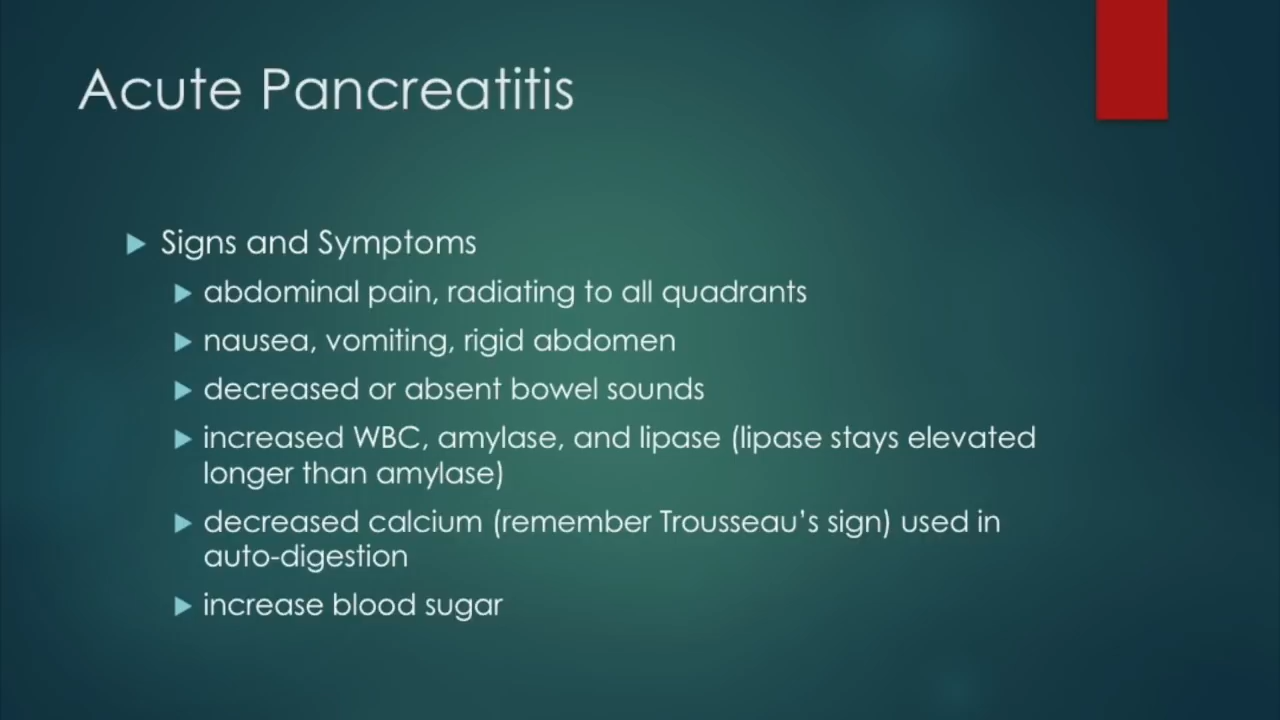 Acute Pancreatitis
Signs and Symptoms
abdominal pain, radiating to all quadrants
nausea, vomiting, rigid abdomen
decreased or absent bowel sounds
increased WBC, amylase, and lipase (lipase stays elevated
longer than amylase)
decreased calcium (remember Trousseau’s sign) used in
auto-digestion
increase blood sugar